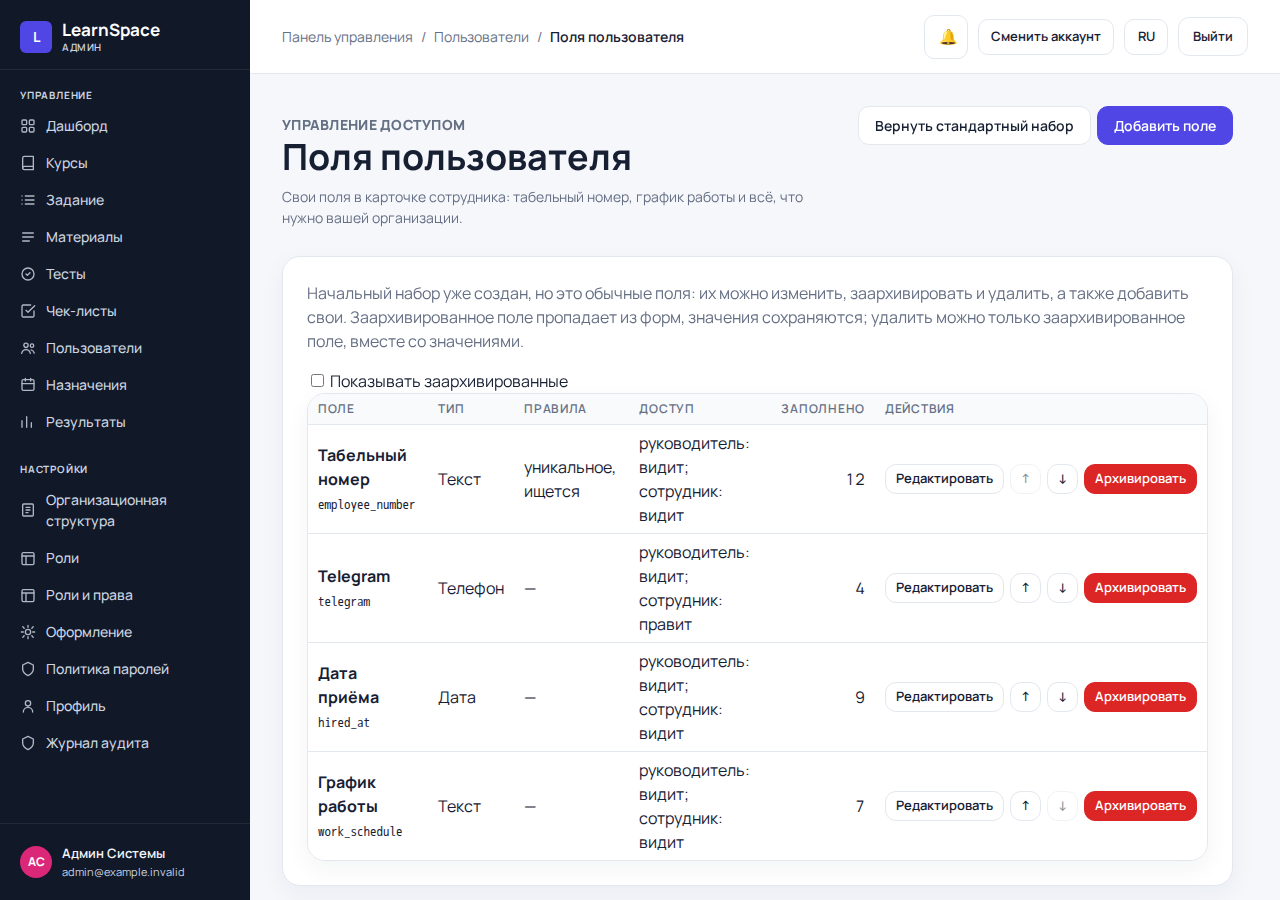 L
LearnSpace
АДМИН
УПРАВЛЕНИЕ
Дашборд
Курсы
Задание
Материалы
Тесты
Чек-листы
Пользователи
Назначения
Результаты
НАСТРОЙКИ
Организационная
структура
Роли
Роли и права
Оформление
Политика паролей
Профиль
Журнал аудита
АС
Админ Системы
admin@example.invalid
Панель управления / Пользователи / Поля пользователя
Сменить аккаунт
RU
Выйти
УПРАВЛЕНИЕ ДОСТУПОМ
Поля пользователя
Свои поля в карточке сотрудника: табельный номер, график работы и всё, что
нужно вашей организации.
Вернуть стандартный набор
Добавить поле
Начальный набор уже создан, но это обычные поля: их можно изменить, заархивировать и удалить, а также добавить
свои. Заархивированное поле пропадает из форм, значения сохраняются; удалить можно только заархивированное
поле, вместе со значениями.
Показывать заархивированные
ПОЛЕ ТИП ПРАВИЛА ДОСТУП ЗАПОЛНЕНО ДЕЙСТВИЯ
Табельный
номер
employee_number
Текст
уникальное,
ищется
руководитель:
видит;
сотрудник:
видит
12
Редактировать ↑ ↓ Архивировать
Telegram
telegram
Телефон
—
руководитель:
видит;
сотрудник:
правит
4
Редактировать ↑ ↓ Архивировать
Дата
приёма
hired_at
Дата
—
руководитель:
видит;
сотрудник:
видит
9
Редактировать ↑ ↓ Архивировать
График
работы
work_schedule
Текст
—
руководитель:
видит;
сотрудник:
видит
7
Редактировать ↑ ↓ Архивировать